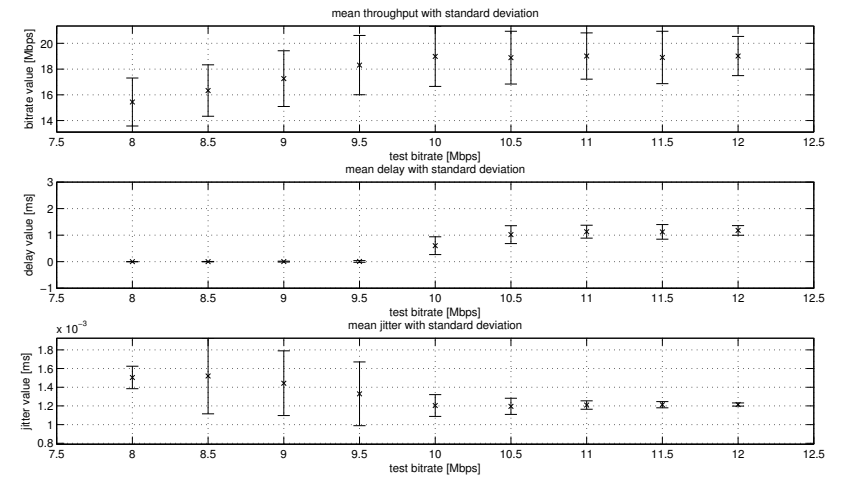 mean throughput with standard deviation
bitrate value [Mbps]
20
18
16
14
7.5 8 8.5 9 9.5 10 10.5 11 11.5 12 12.5
test bitrate [Mbps]
mean delay with standard deviation
delay value [ms]
3
2
1
0
−1
7.5 8 8.5 9 9.5 10 10.5 11 11.5 12 12.5
test bitrate [Mbps]
mean jitter with standard deviation
x 10−3
jitter value [ms]
1.8
1.6
1.4
1.2
1
0.8
7.5 8 8.5 9 9.5 10 10.5 11 11.5 12 12.5
test bitrate [Mbps]